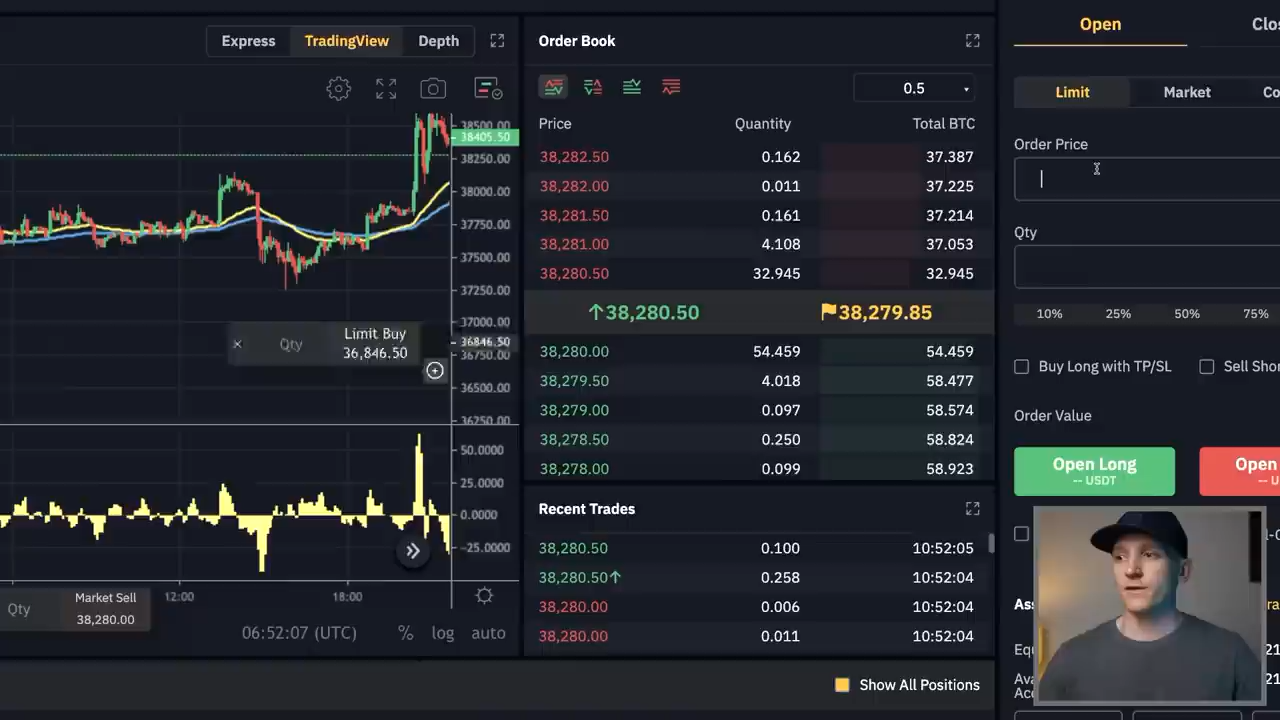 Express TradingView Depth
38500.00
38405.50
38250.00
38000.00
37750.00
37500.00
37250.00
37000.00
36846.50
36750.00
36500.00
36250.00
× Qty Limit Buy
36,846.50
50.0000
25.0000
0.0000
-25.0000
12:00 18:00
Qty Market Sell
38,280.00
06:52:07 (UTC) % log auto
Order Book
0.5
Price Quantity Total BTC
38,282.50 0.162 37.387
38,282.00 0.011 37.225
38,281.50 0.161 37.214
38,281.00 4.108 37.053
38,280.50 32.945 32.945
↑38,280.50 38,279.85
38,280.00 54.459 54.459
38,279.50 4.018 58.477
38,279.00 0.097 58.574
38,278.50 0.250 58.824
38,278.00 0.099 58.923
Recent Trades
38,280.50 0.100 10:52:05
38,280.50↑ 0.258 10:52:04
38,280.00 0.006 10:52:04
38,280.00 0.011 10:52:04
Show All Positions
Open Clos
Limit Market Co
Order Price
Qty
10% 25% 50% 75%
Buy Long with TP/SL Sell Shor
Order Value
Open Long Open
-- USDT -- U